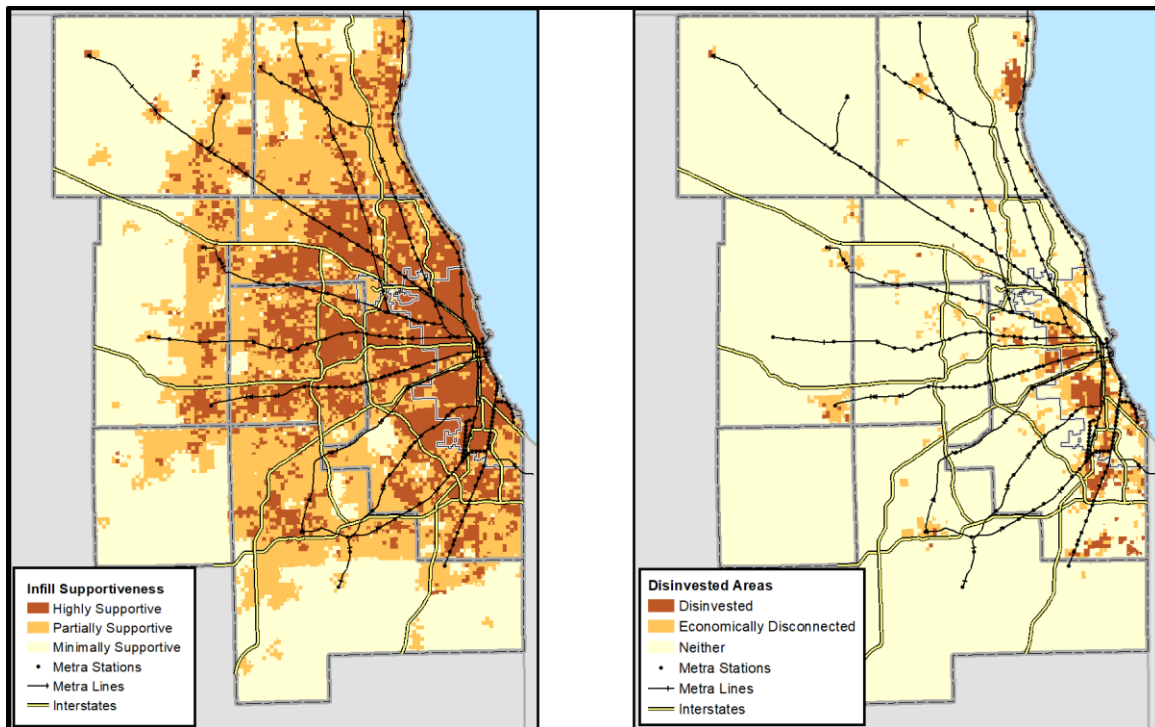 Infill Supportiveness
Highly Supportive
Partially Supportive
Minimally Supportive
Metra Stations
Metra Lines
Interstates
Disinvested Areas
Disinvested
Economically Disconnected
Neither
Metra Stations
Metra Lines
Interstates